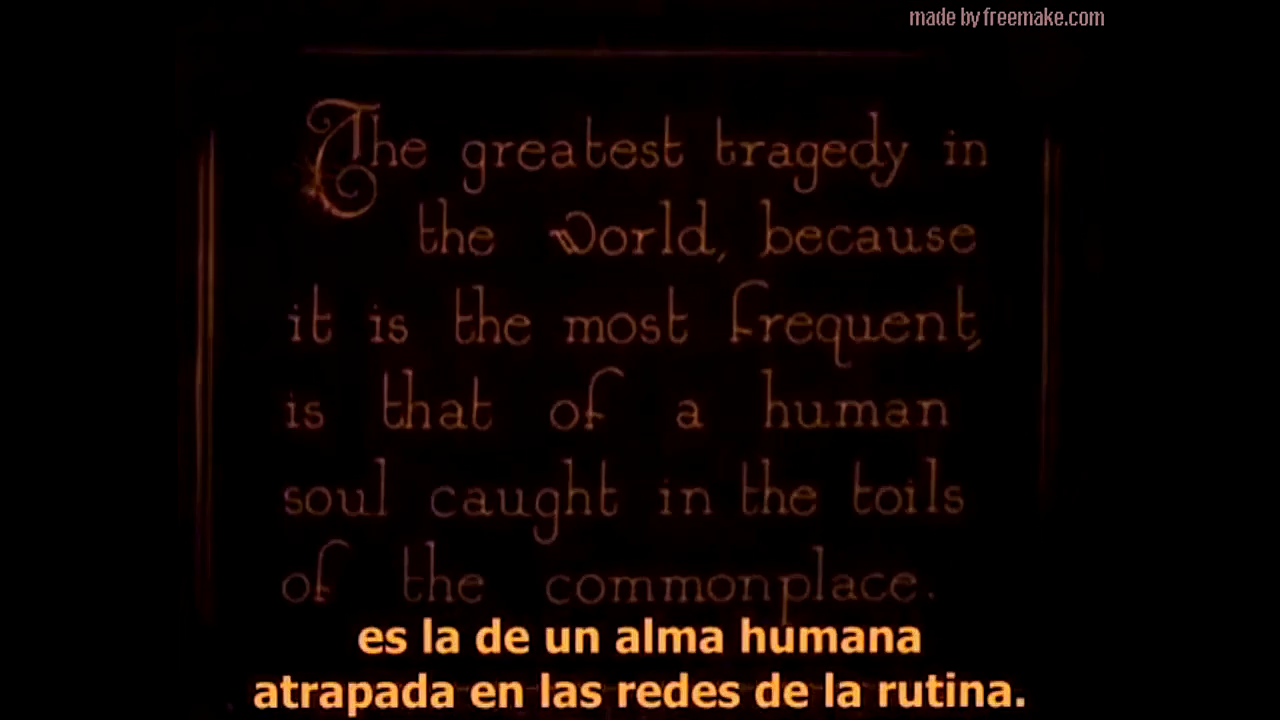 made by freemake.com
The greatest tragedy in
the World, because
it is the most frequent,
is that of a human
soul caught in the toils
of the commonplace.
es la de un alma humana
atrapada en las redes de la rutina.